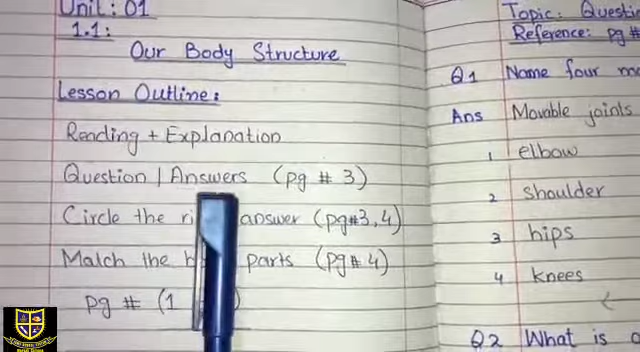 Unit: 01
1.1:
Our Body Structure
Lesson Outline:
Reading + Explanation
Question | Answers (pg # 3)
Circle the answer (pg#3,4)
Match the parts (pg # 4)
pg # (1 )
Topic:
Reference: pg #
Q1 Name four
Ans Movable joints
1 elbow
2 shoulder
3 hips
4 knees
Q2 What is